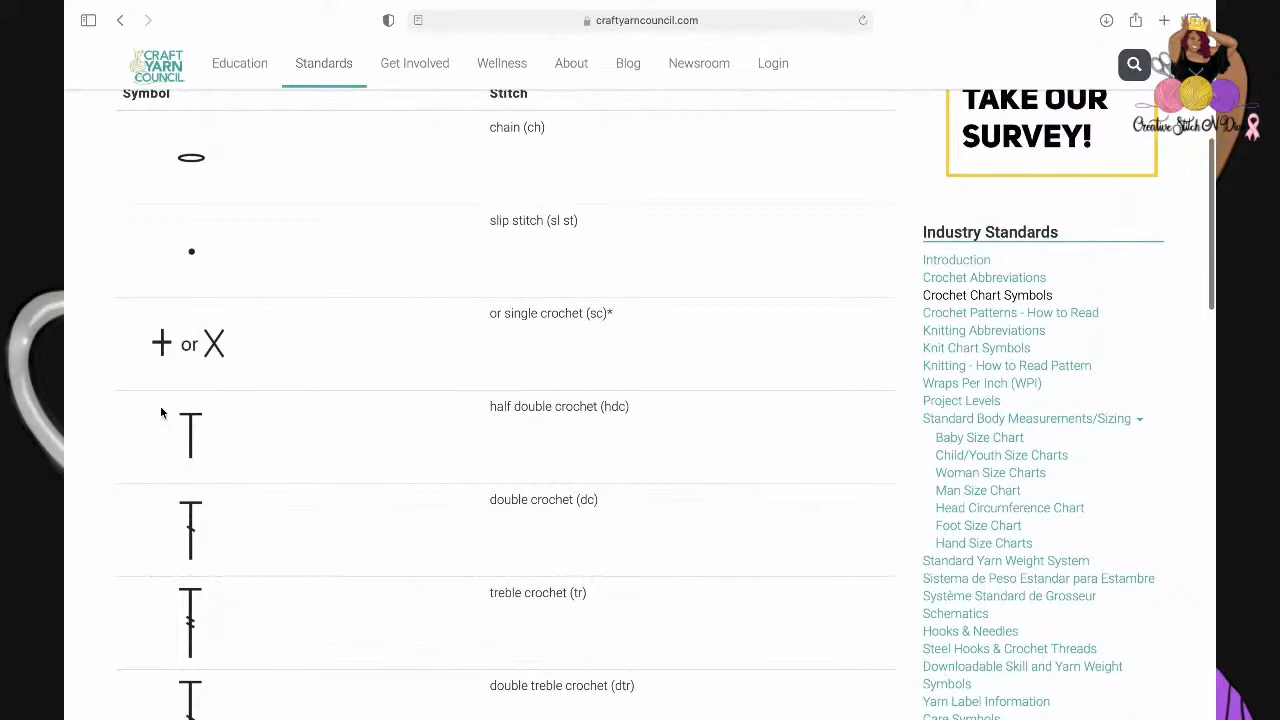 craftyarncouncil.com
CRAFT
YARN
COUNCIL
Education
Standards
Get Involved
Wellness
About
Blog
Newsroom
Login
Symbol
Stitch
chain (ch)
slip stitch (sl st)
+ or X
or single crochet (sc)*
half double crochet (hdc)
double crochet (dc)
treble crochet (tr)
double treble crochet (dtr)
TAKE OUR
SURVEY!
Creative Stitch N Diva
Industry Standards
Introduction
Crochet Abbreviations
Crochet Chart Symbols
Crochet Patterns - How to Read
Knitting Abbreviations
Knit Chart Symbols
Knitting - How to Read Pattern
Wraps Per Inch (WPI)
Project Levels
Standard Body Measurements/Sizing
Baby Size Chart
Child/Youth Size Charts
Woman Size Charts
Man Size Chart
Head Circumference Chart
Foot Size Chart
Hand Size Charts
Standard Yarn Weight System
Sistema de Peso Estandar para Estambre
Système Standard de Grosseur
Schematics
Hooks & Needles
Steel Hooks & Crochet Threads
Downloadable Skill and Yarn Weight
Symbols
Yarn Label Information
Care Symbols